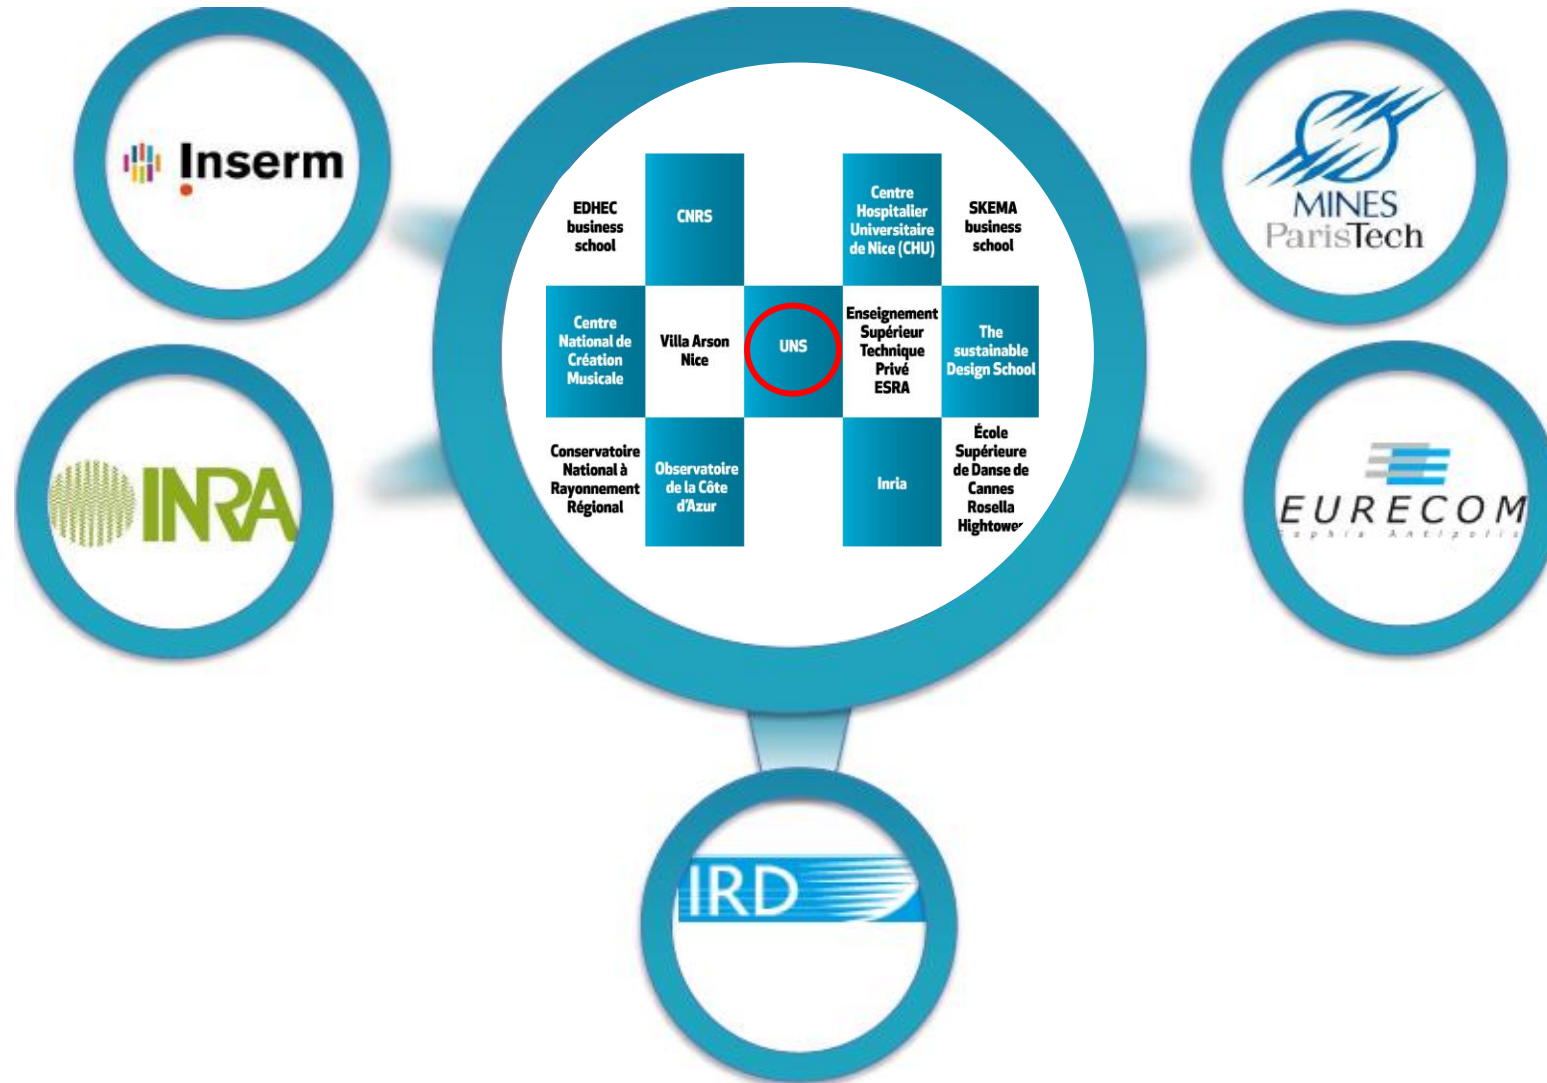 Inserm
MINES
ParisTech
EDHEC
business
school
CNRS
Centre
Hospitalier
Universitaire
de Nice (CHU)
SKEMA
business
school
Centre
National de
Création
Musicale
Villa Arson
Nice
UNS
Enseignement
Supérieur
Technique
Privé
ESRA
The
sustainable
Design School
Conservatoire
National à
Rayonnement
Régional
Observatoire
de la Côte
d'Azur
Inria
École
Supérieure
de Danse de
Cannes
Rosella
Hightower
INRA
EURECOM
Sophia Antipolis
IRD